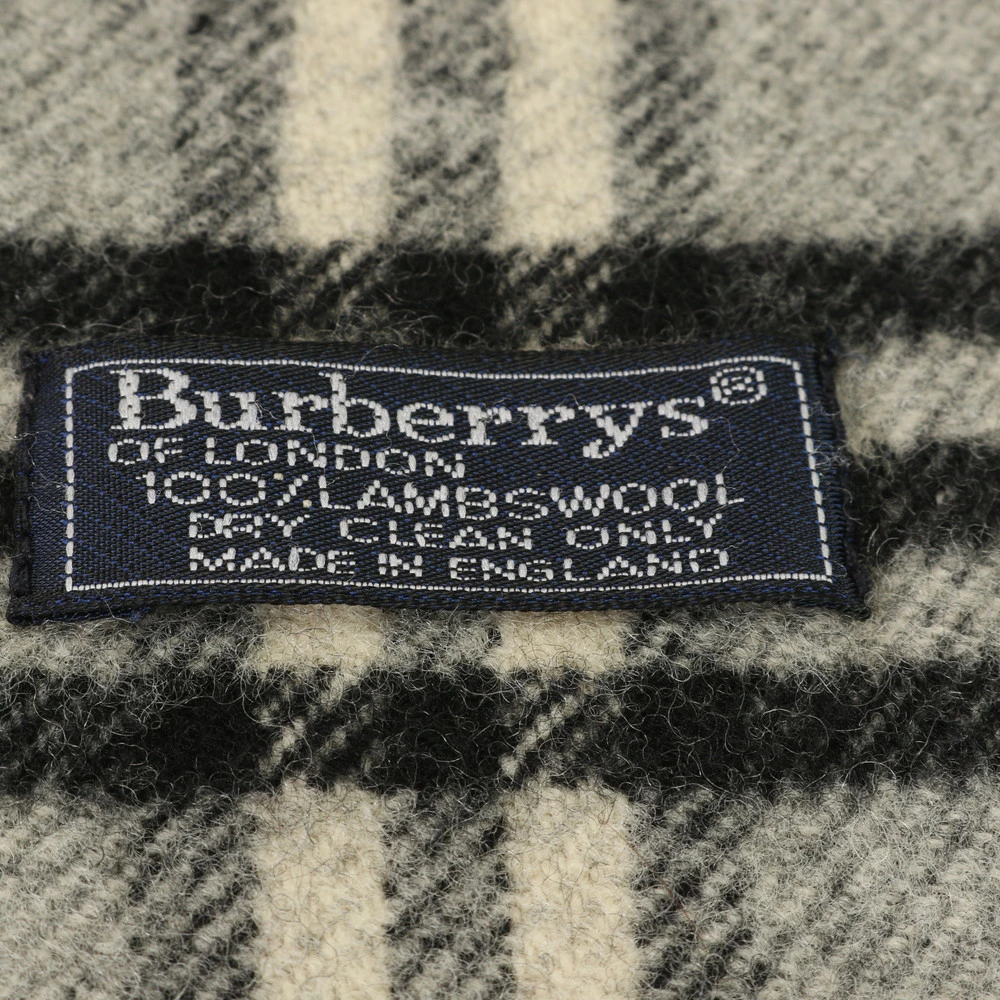 Burberrys®
OF LONDON
100% LAMBSWOOL
DRY CLEAN ONLY
MADE IN ENGLAND